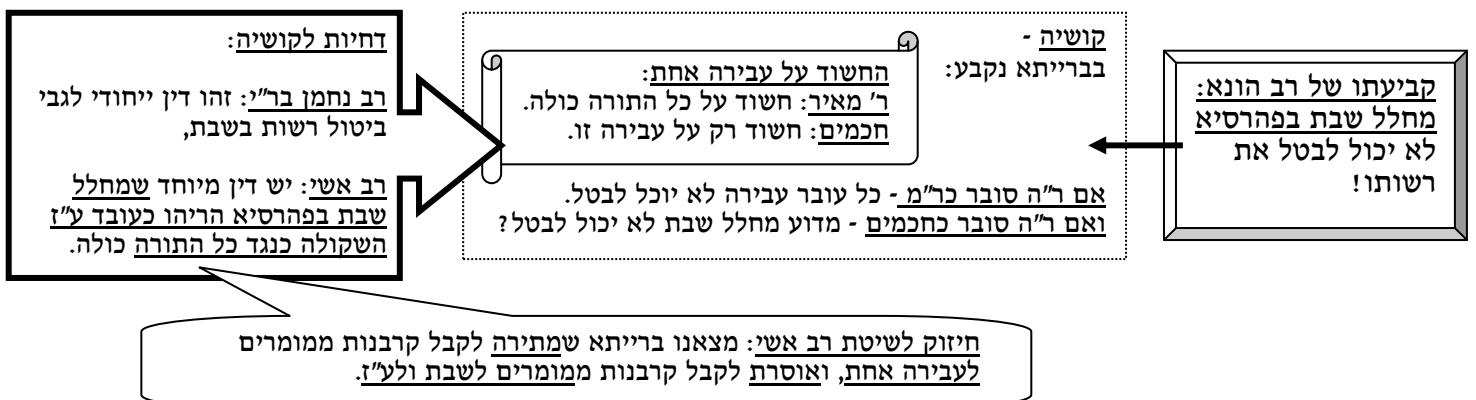 קביעתו של רב הונא:
מחלל שבת בפהרסיא
לא יכול לבטל את
רשותו!
קושיה -
בברייתא נקבע:
החשוד על עבירה אחת:
ר' מאיר: חשוד על כל התורה כולה.
חכמים: חשוד רק על עבירה זו.
אם ר"ה סובר כר"מ - כל עובר עבירה לא יוכל לבטל.
ואם ר"ה סובר כחכמים - מדוע מחלל שבת לא יכול לבטל?
דחיות לקושיה:
רב נחמן בר"י: זהו דין ייחודי לגבי
ביטול רשות בשבת,
רב אשי: יש דין מיוחד שמחלל
שבת בפהרסיא הריהו כעובד ע"ז
השקולה כנגד כל התורה כולה.
חיזוק לשיטת רב אשי: מצאנו ברייתא שמתירה לקבל קרבנות ממומרים
לעבירה אחת, ואוסרת לקבל קרבנות ממומרים לשבת ולע"ז.